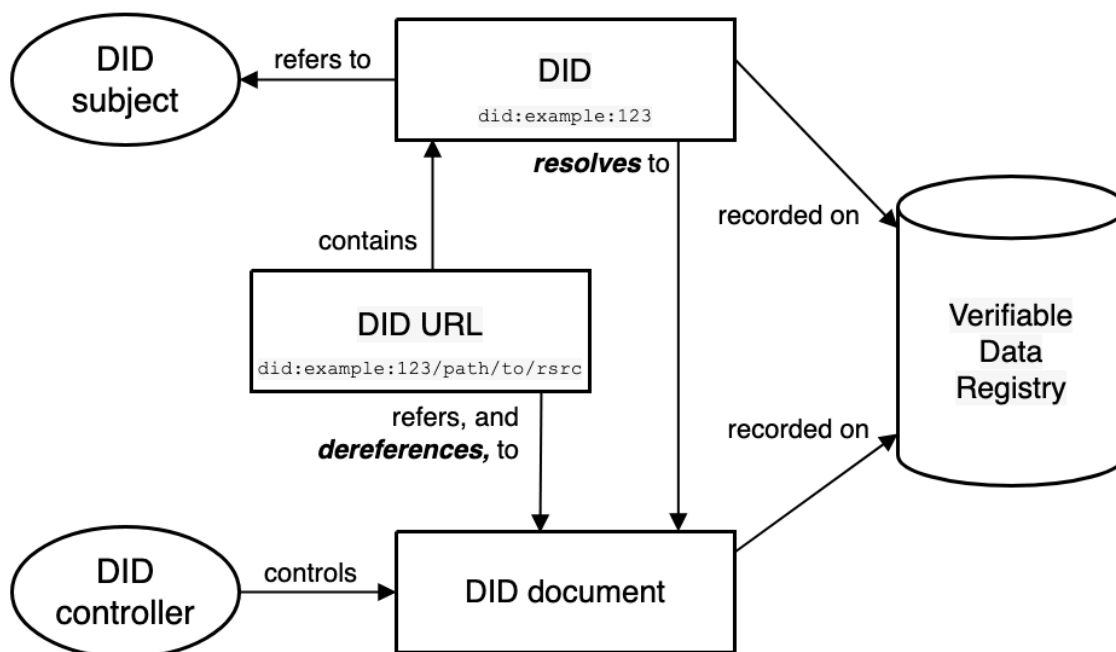 DID
subject
refers to
DID
did:example:123
resolves to
recorded on
contains
DID URL
did:example:123/path/to/rsrc
Verifiable
Data
Registry
refers, and
dereferences, to
recorded on
DID
controller
controls
DID document